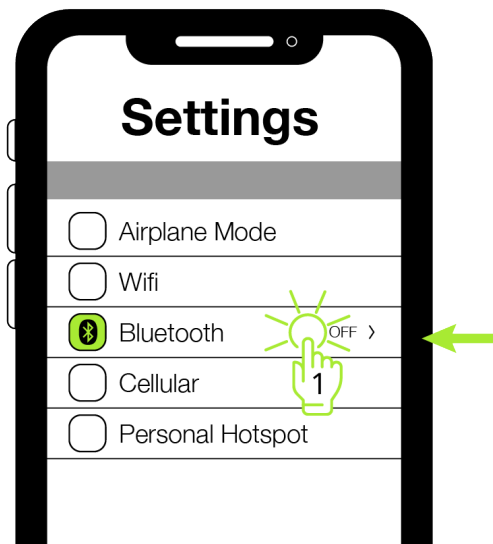 Settings
Airplane Mode
Wifi
Bluetooth OFF >
1
Cellular
Personal Hotspot